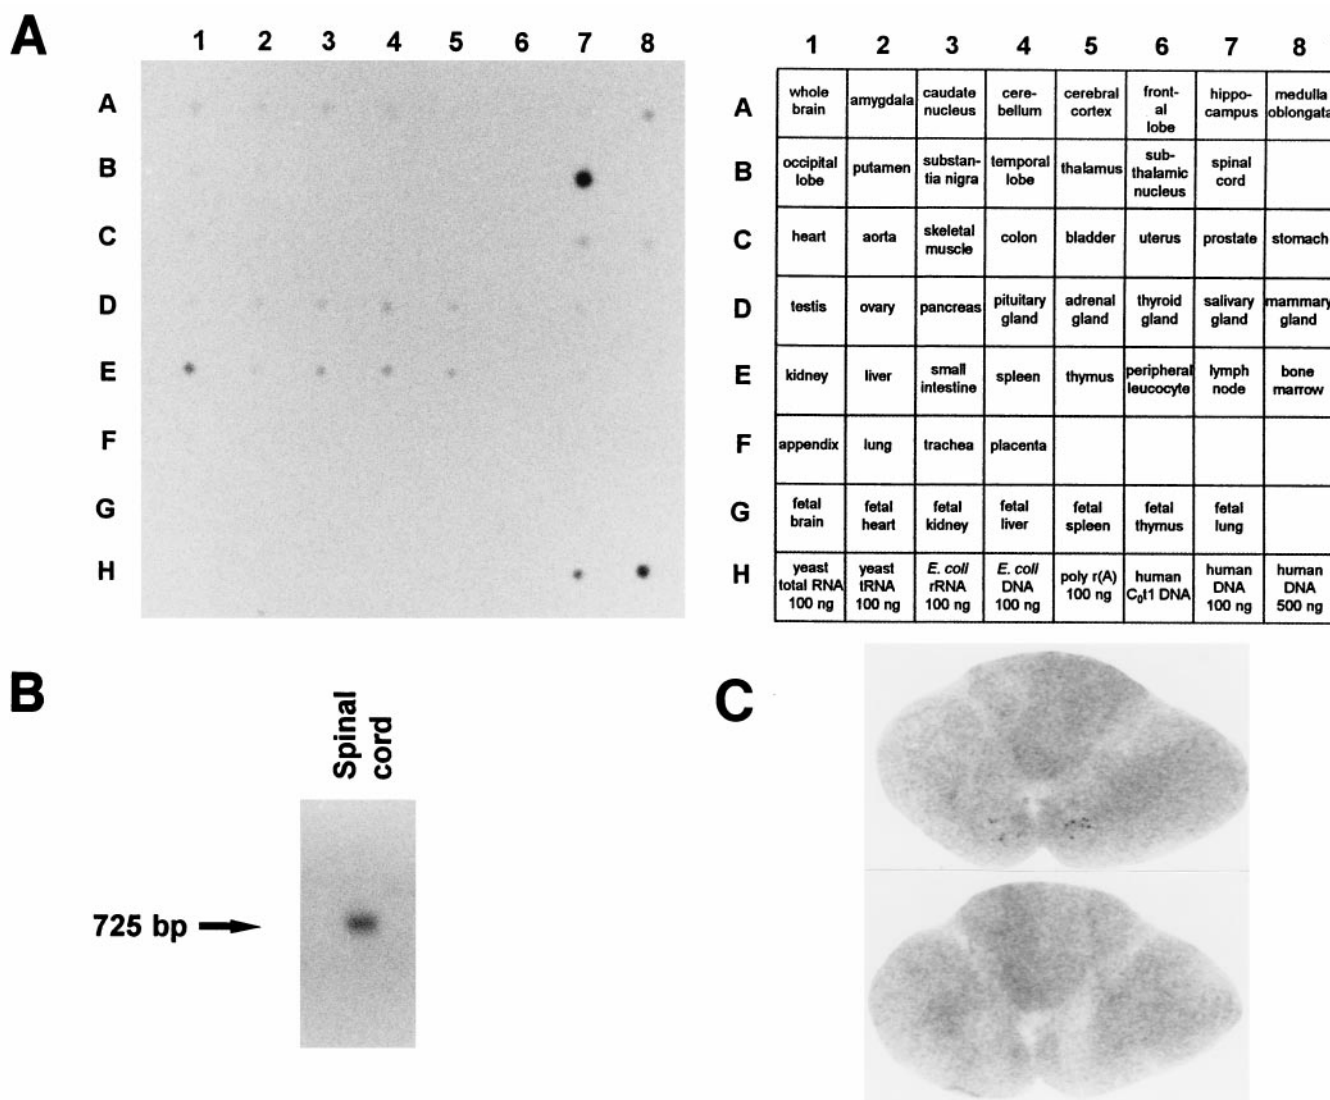 A
1 2 3 4 5 6 7 8
A
B
C
D
E
F
G
H
1 2 3 4 5 6 7 8
A
whole
brain
amygdala
caudate
nucleus
cere-
bellum
cerebral
cortex
front-
al
lobe
hippo-
campus
medulla
oblongata
B
occipital
lobe
putamen
substan-
tia nigra
temporal
lobe
thalamus
sub-
thalamic
nucleus
spinal
cord
C
heart
aorta
skeletal
muscle
colon
bladder
uterus
prostate
stomach
D
testis
ovary
pancreas
pituitary
gland
adrenal
gland
thyroid
gland
salivary
gland
mammary
gland
E
kidney
liver
small
intestine
spleen
thymus
peripheral
leucocyte
lymph
node
bone
marrow
F
appendix
lung
trachea
placenta
G
fetal
brain
fetal
heart
fetal
kidney
fetal
liver
fetal
spleen
fetal
thymus
fetal
lung
H
yeast
total RNA
100 ng
yeast
tRNA
100 ng
E. coli
rRNA
100 ng
E. coli
DNA
100 ng
poly r(A)
100 ng
human
C₀t1 DNA
human
DNA
100 ng
human
DNA
500 ng
B
Spinal
cord
725 bp
C